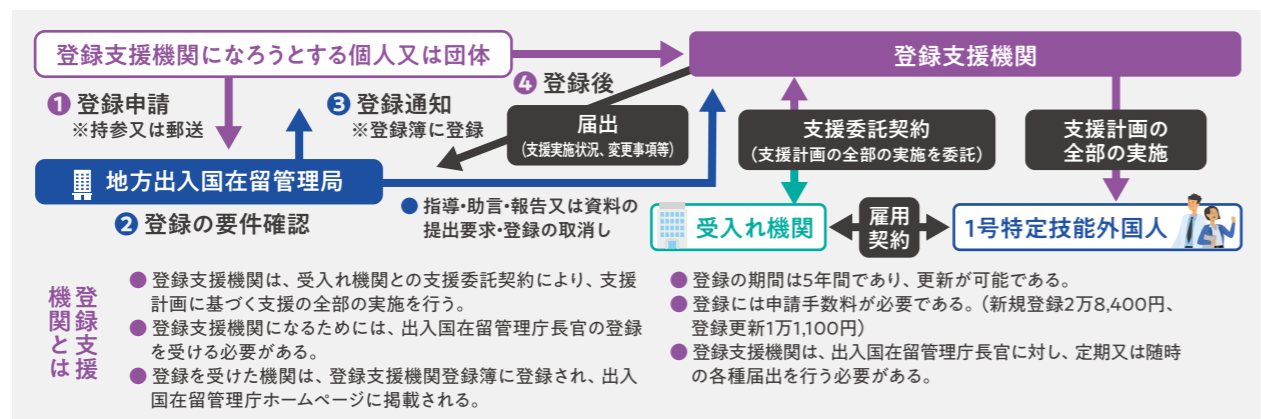 登録支援機関になろうとする個人又は団体
登録支援機関
❶ 登録申請
※持参又は郵送
❸ 登録通知
※登録簿に登録
❹ 登録後
届出
(支援実施状況、変更事項等)
支援委託契約
(支援計画の全部の実施を委託)
支援計画の
全部の実施
地方出入国在留管理局
❷ 登録の要件確認
● 指導・助言・報告又は資料の
提出要求・登録の取消し
受入れ機関
雇用
契約
1号特定技能外国人
登録支援
機関とは
● 登録支援機関は、受入れ機関との支援委託契約により、支援
計画に基づく支援の全部の実施を行う。
● 登録支援機関になるためには、出入国在留管理庁長官の登録
を受ける必要がある。
● 登録を受けた機関は、登録支援機関登録簿に登録され、出入
国在留管理庁ホームページに掲載される。
● 登録の期間は5年間であり、更新が可能である。
● 登録には申請手数料が必要である。(新規登録2万8,400円、
登録更新1万1,100円)
● 登録支援機関は、出入国在留管理庁長官に対し、定期又は随時
の各種届出を行う必要がある。